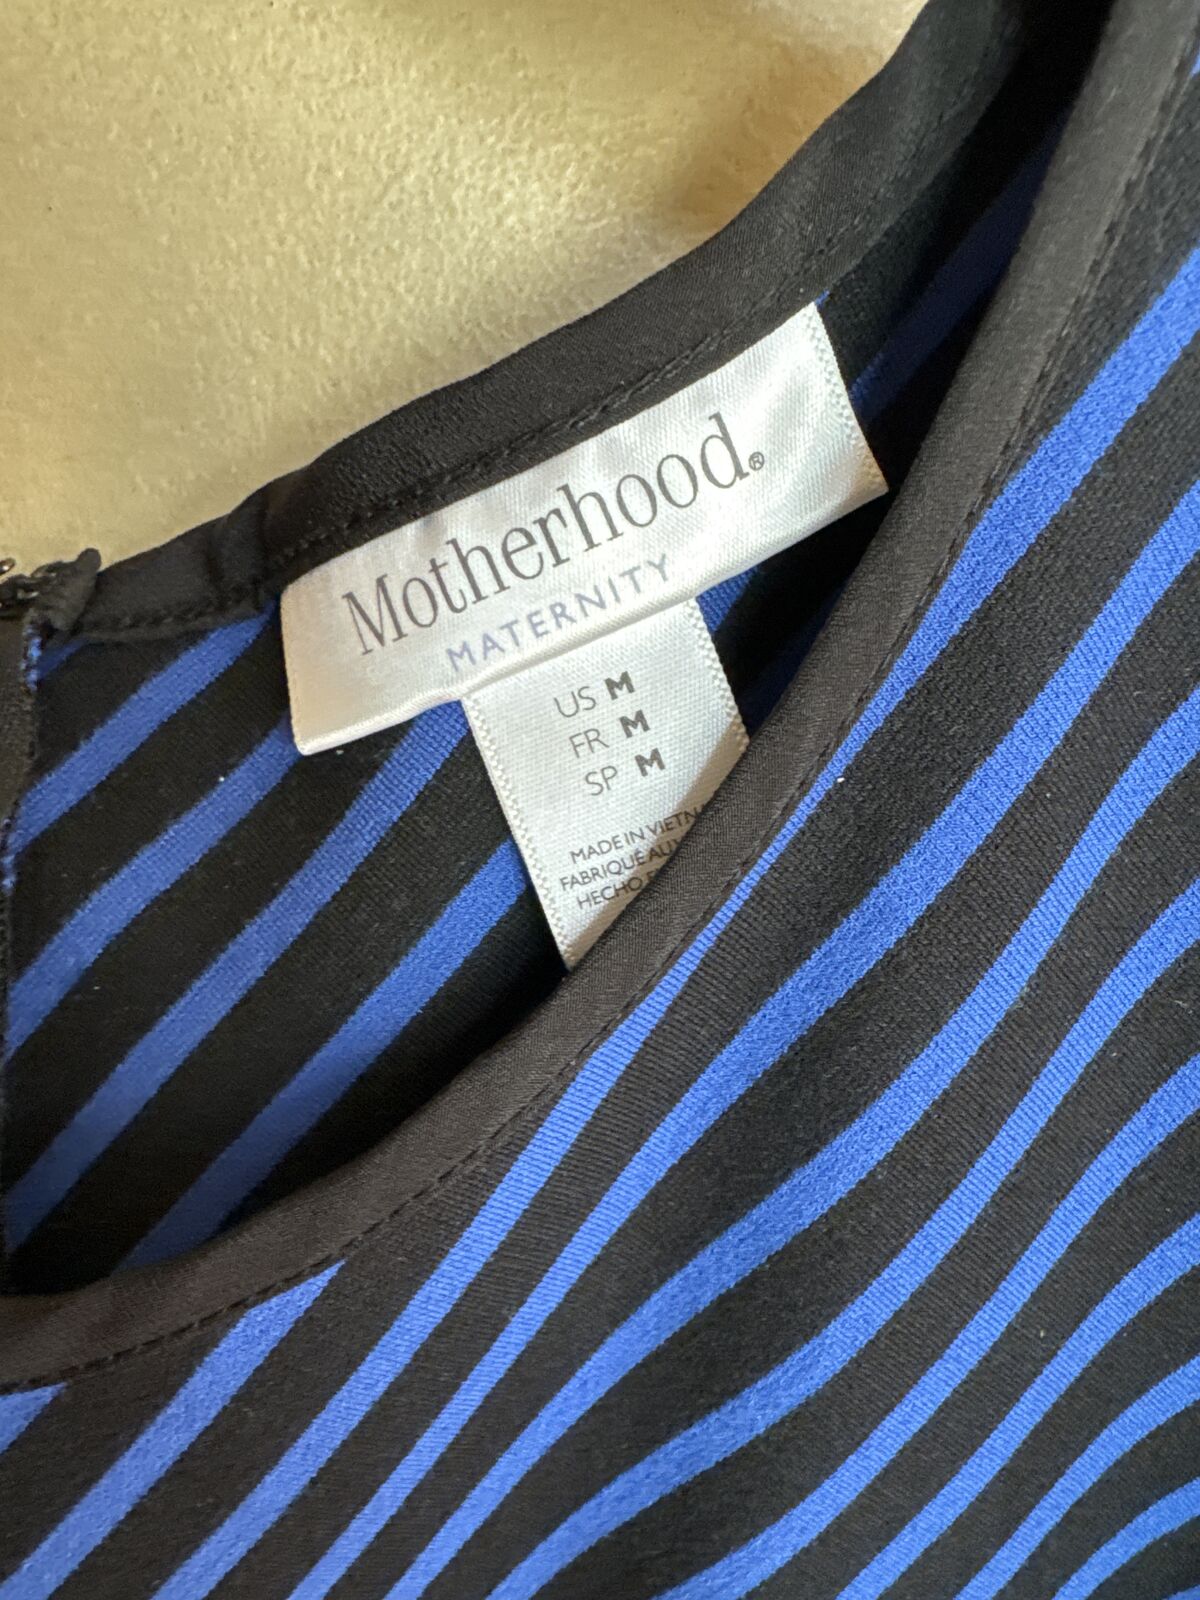 Motherhood®
MATERNITY
US M
FR M
SP M
MADE IN
FABRIQUÉ AU
HECHO